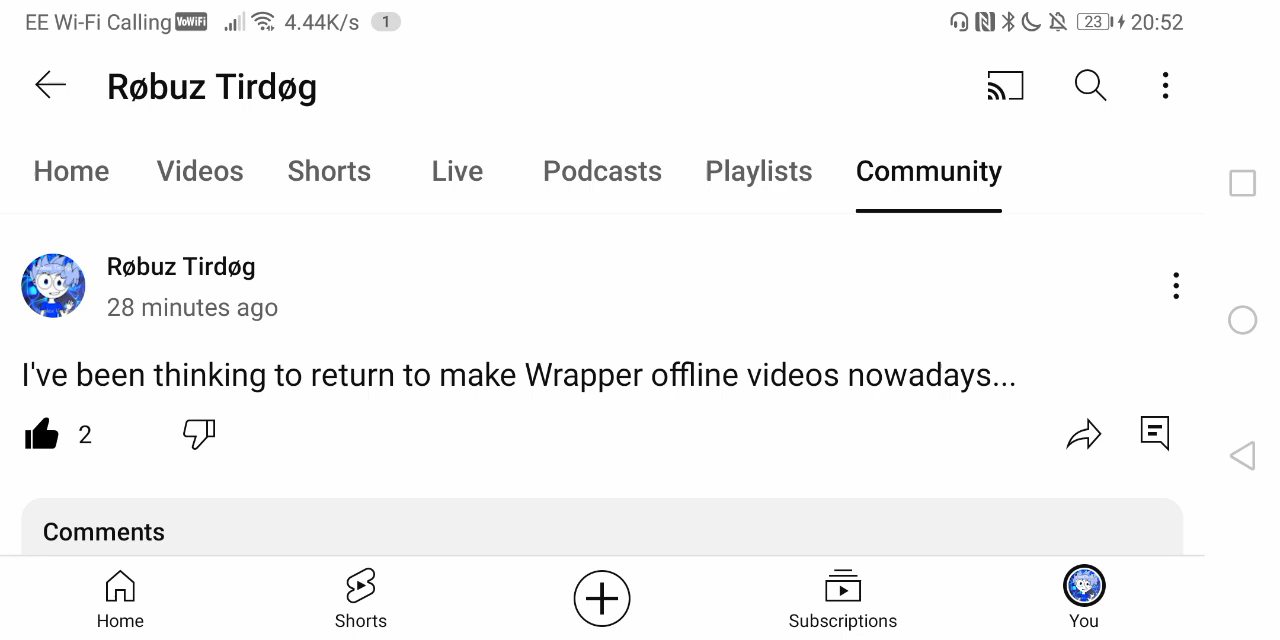 EE Wi-Fi Calling VoWiFi 4.44K/s 1 23 20:52
Røbuz Tirdøg
Home Videos Shorts Live Podcasts Playlists Community
Røbuz Tirdøg
28 minutes ago
I've been thinking to return to make Wrapper offline videos nowadays...
2
Comments
Home Shorts Subscriptions You